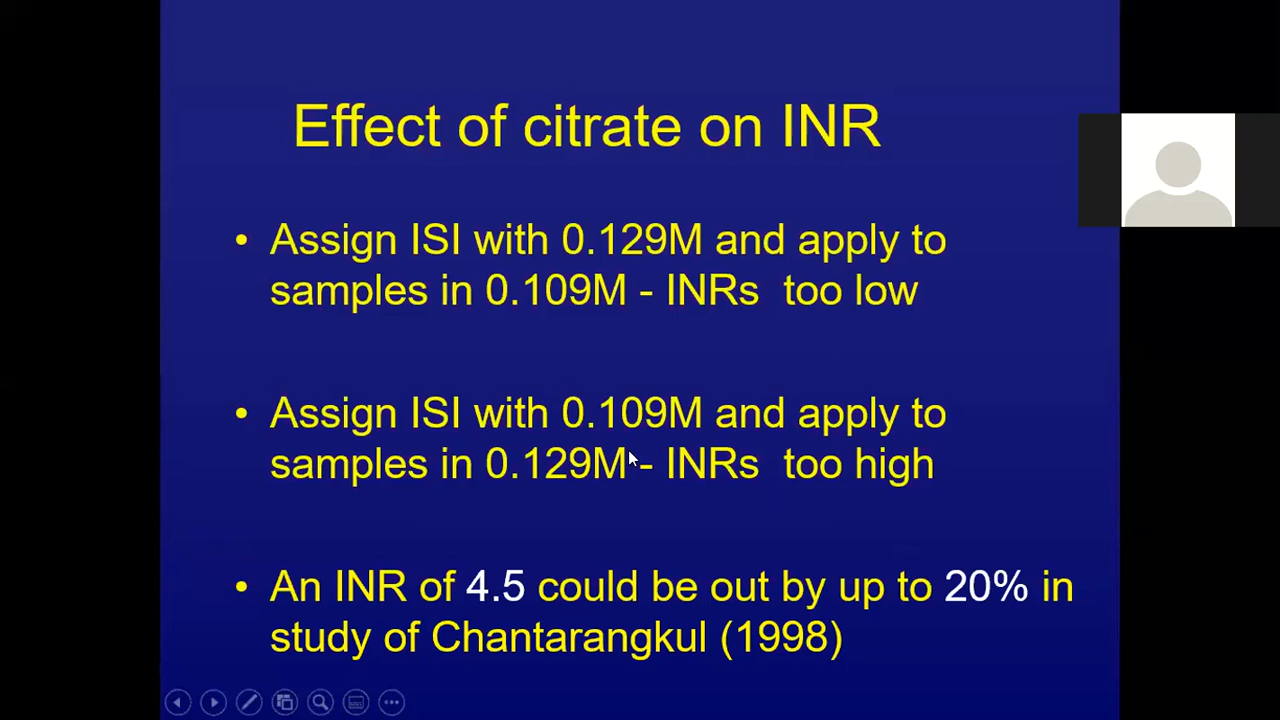 Effect of citrate on INR
• Assign ISI with 0.129M and apply to
samples in 0.109M - INRs too low
• Assign ISI with 0.109M and apply to
samples in 0.129M - INRs too high
• An INR of 4.5 could be out by up to 20% in
study of Chantarangkul (1998)